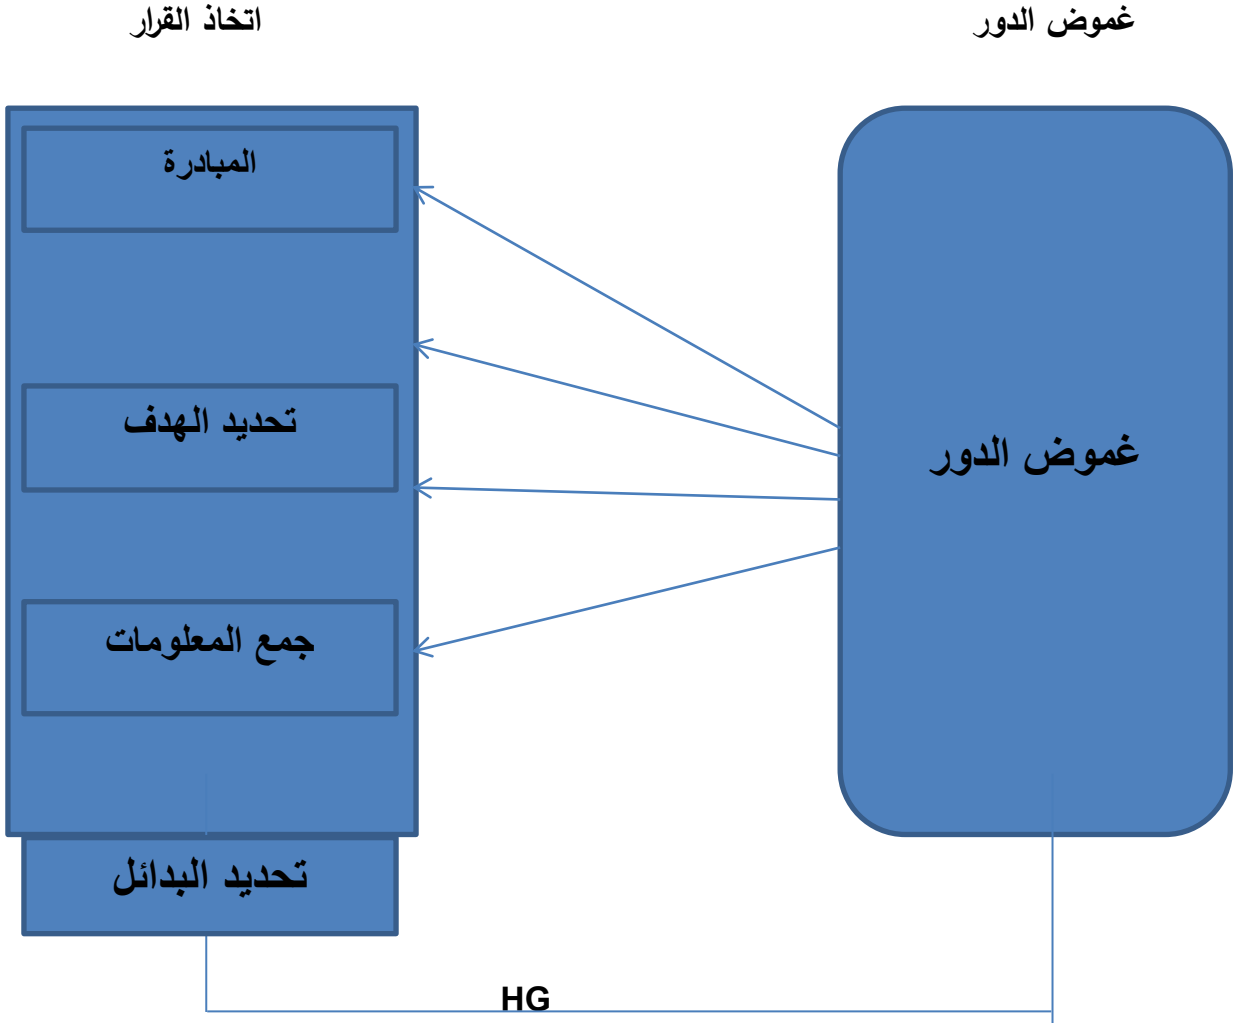 غموض الدور
اتخاذ القرار
غموض الدور
المبادرة
تحديد الهدف
جمع المعلومات
تحديد البدائل
HG